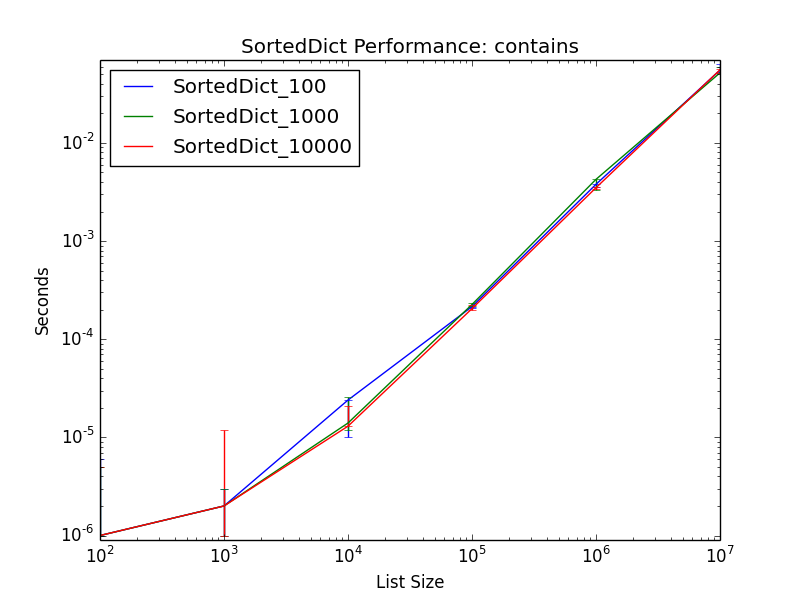 SortedDict Performance: contains
SortedDict_100
SortedDict_1000
SortedDict_10000
Seconds
10^-2
10^-3
10^-4
10^-5
10^-6
10^2 10^3 10^4 10^5 10^6 10^7
List Size